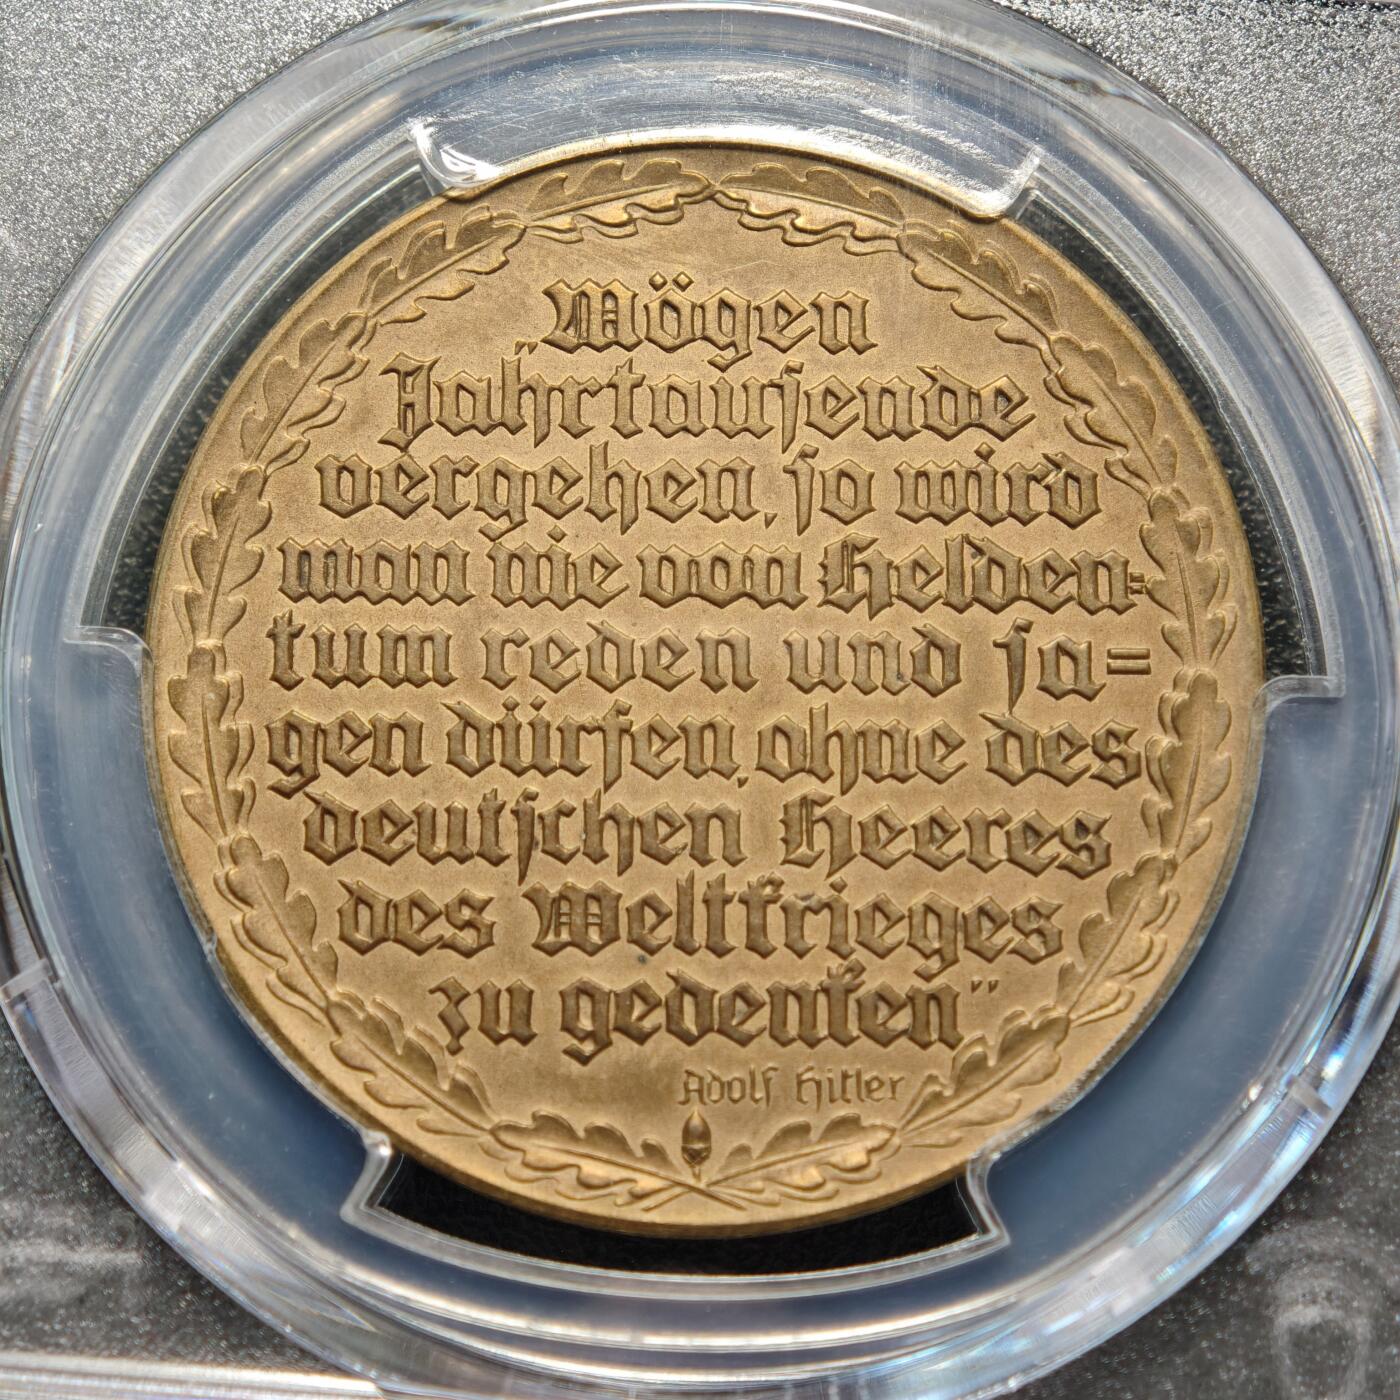 „Mögen
Jahrtausende
vergehen, so wird
man nie von Helden=
tum reden und sa=
gen dürfen, ohne des
deutschen Heeres
des Weltkrieges
zu gedenken”
Adolf Hitler